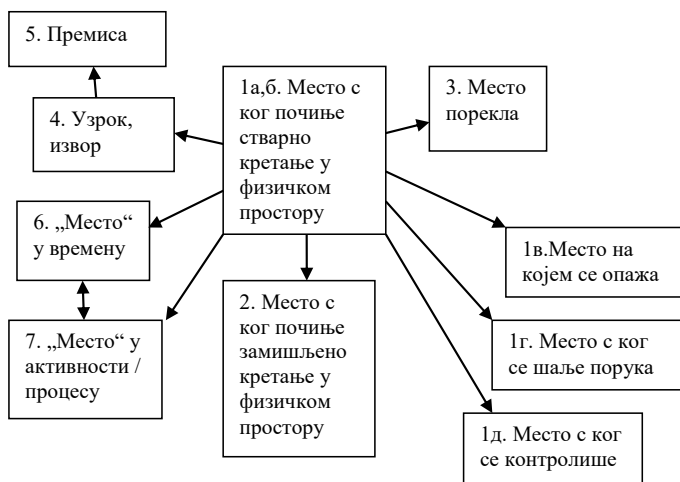 5. Премиса
4. Узрок,
извор
1а,б. Место с
ког почиње
стварно
кретање у
физичком
простору
3. Место
порекла
6. „Место“
у времену
7. „Место“ у
активности /
процесу
2. Место с
ког почиње
замишљено
кретање у
физичком
простору
1в.Место на
којем се опажа
1г. Место с ког
се шаље порука
1д. Место с ког
се контролише